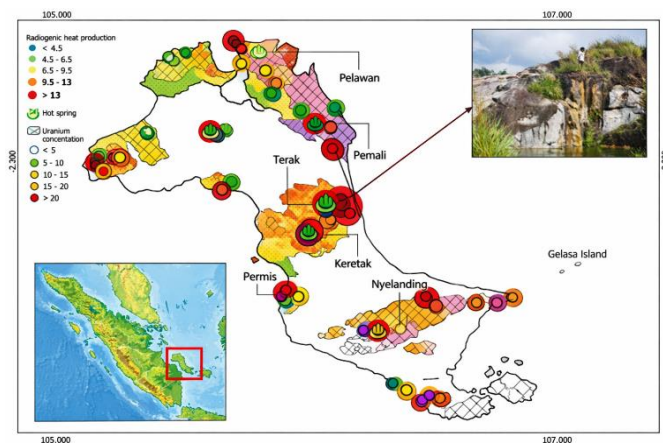 105.000
107.000
Radiogenic heat production
< 4.5
4.5 - 6.5
6.5 - 9.5
9.5 - 13
> 13
Hot spring
Uranium
concentation
< 5
5 - 10
10 - 15
15 - 20
> 20
Pelawan
Pemali
-2.300
Terak
Keretak
Gelasa Island
Permis
Nyelanding
105.000
107.000